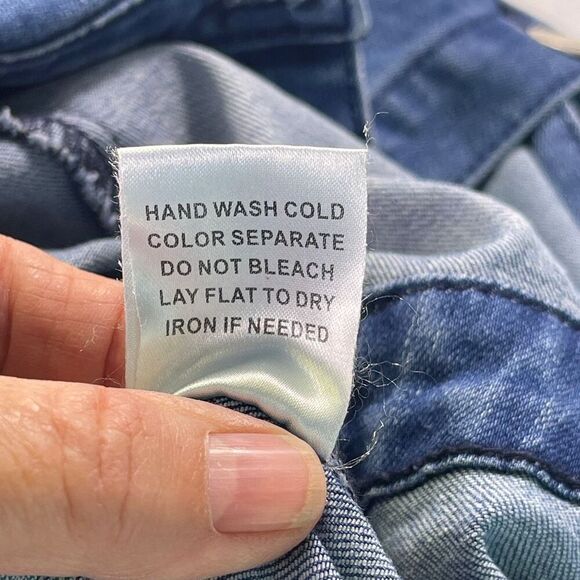 HAND WASH COLD
COLOR SEPARATE
DO NOT BLEACH
LAY FLAT TO DRY
IRON IF NEEDED